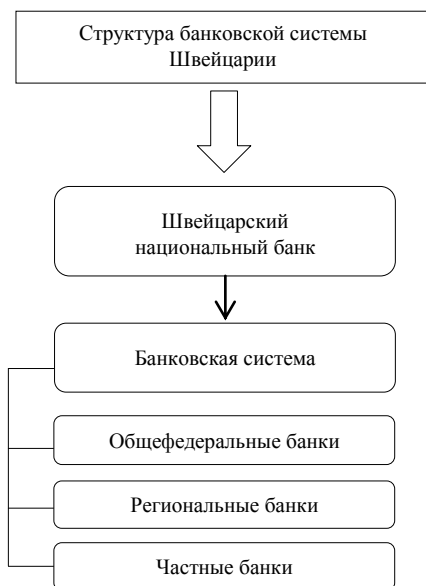 Структура банковской системы
Швейцарии
Швейцарский
национальный банк
Банковская система
Общефедеральные банки
Региональные банки
Частные банки